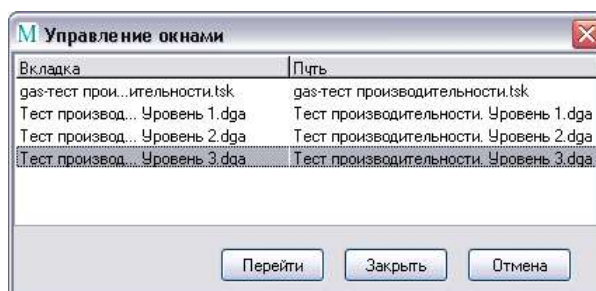 M Управление окнами
Вкладка Путь
gas-тест прои...ительности.tsk gas-тест производительности.tsk
Тест производ... Уровень 1.dga Тест производительности. Уровень 1.dga
Тест производ... Уровень 2.dga Тест производительности. Уровень 2.dga
Тест производ... Уровень 3.dga Тест производительности. Уровень 3.dga
Перейти Закрыть Отмена